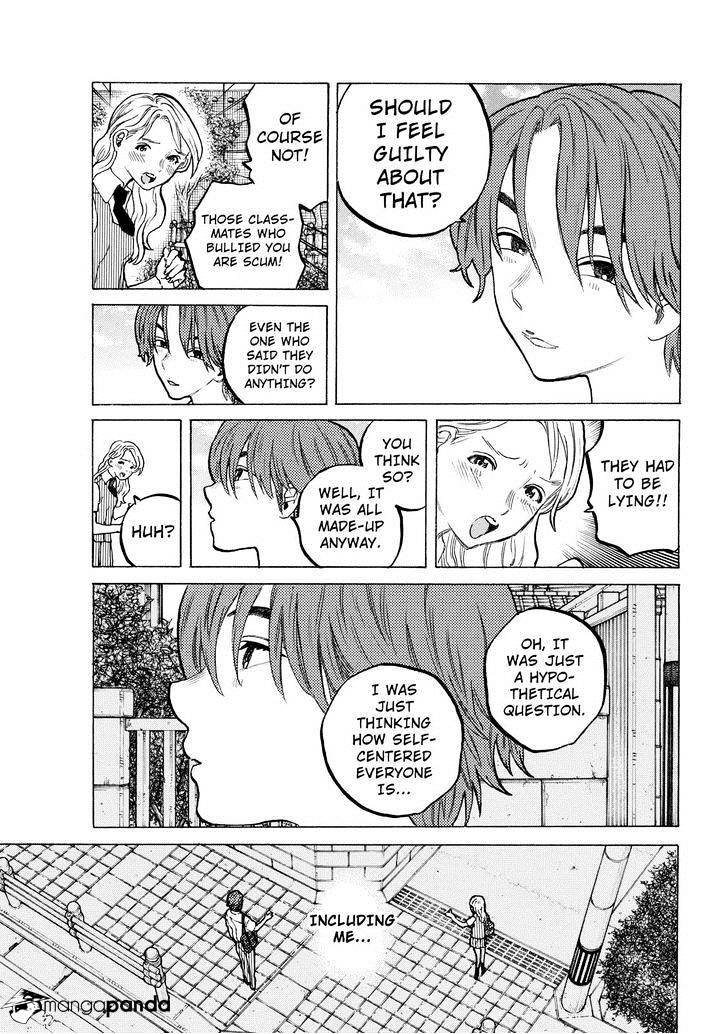 SHOULD
I FEEL
GUILTY
ABOUT
THAT?
OF
COURSE
NOT!
THOSE CLASS-
MATES WHO
BULLIED YOU
ARE SCUM!
EVEN THE
ONE WHO
SAID THEY
DIDN'T DO
ANYTHING?
THEY HAD
TO BE
LYING!!
YOU
THINK
SO?
WELL, IT
WAS ALL
MADE-UP
ANYWAY.
HUH?
OH, IT
WAS JUST
A HYPO-
THETICAL
QUESTION.
I WAS
JUST
THINKING
HOW SELF-
CENTERED
EVERYONE
IS...
INCLUDING
ME...
mangapanda